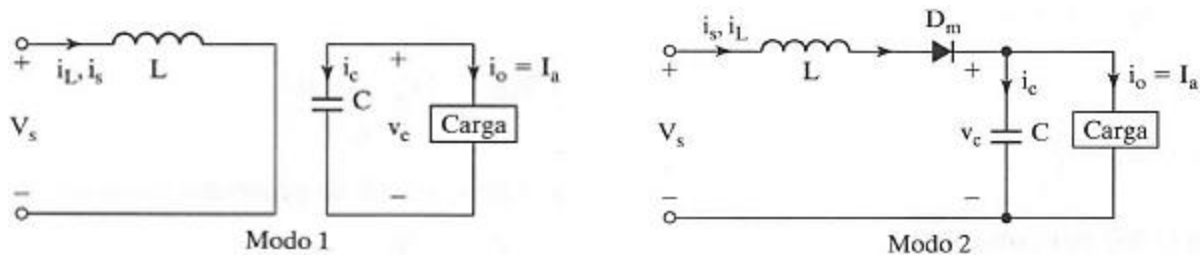 +
i_L, i_s
L
V_s
–
+
i_c
C
v_c
–
i_o = I_a
Carga
Modo 1
i_s, i_L
L
D_m
+
V_s
–
+
i_c
v_c
C
–
i_o = I_a
Carga
Modo 2